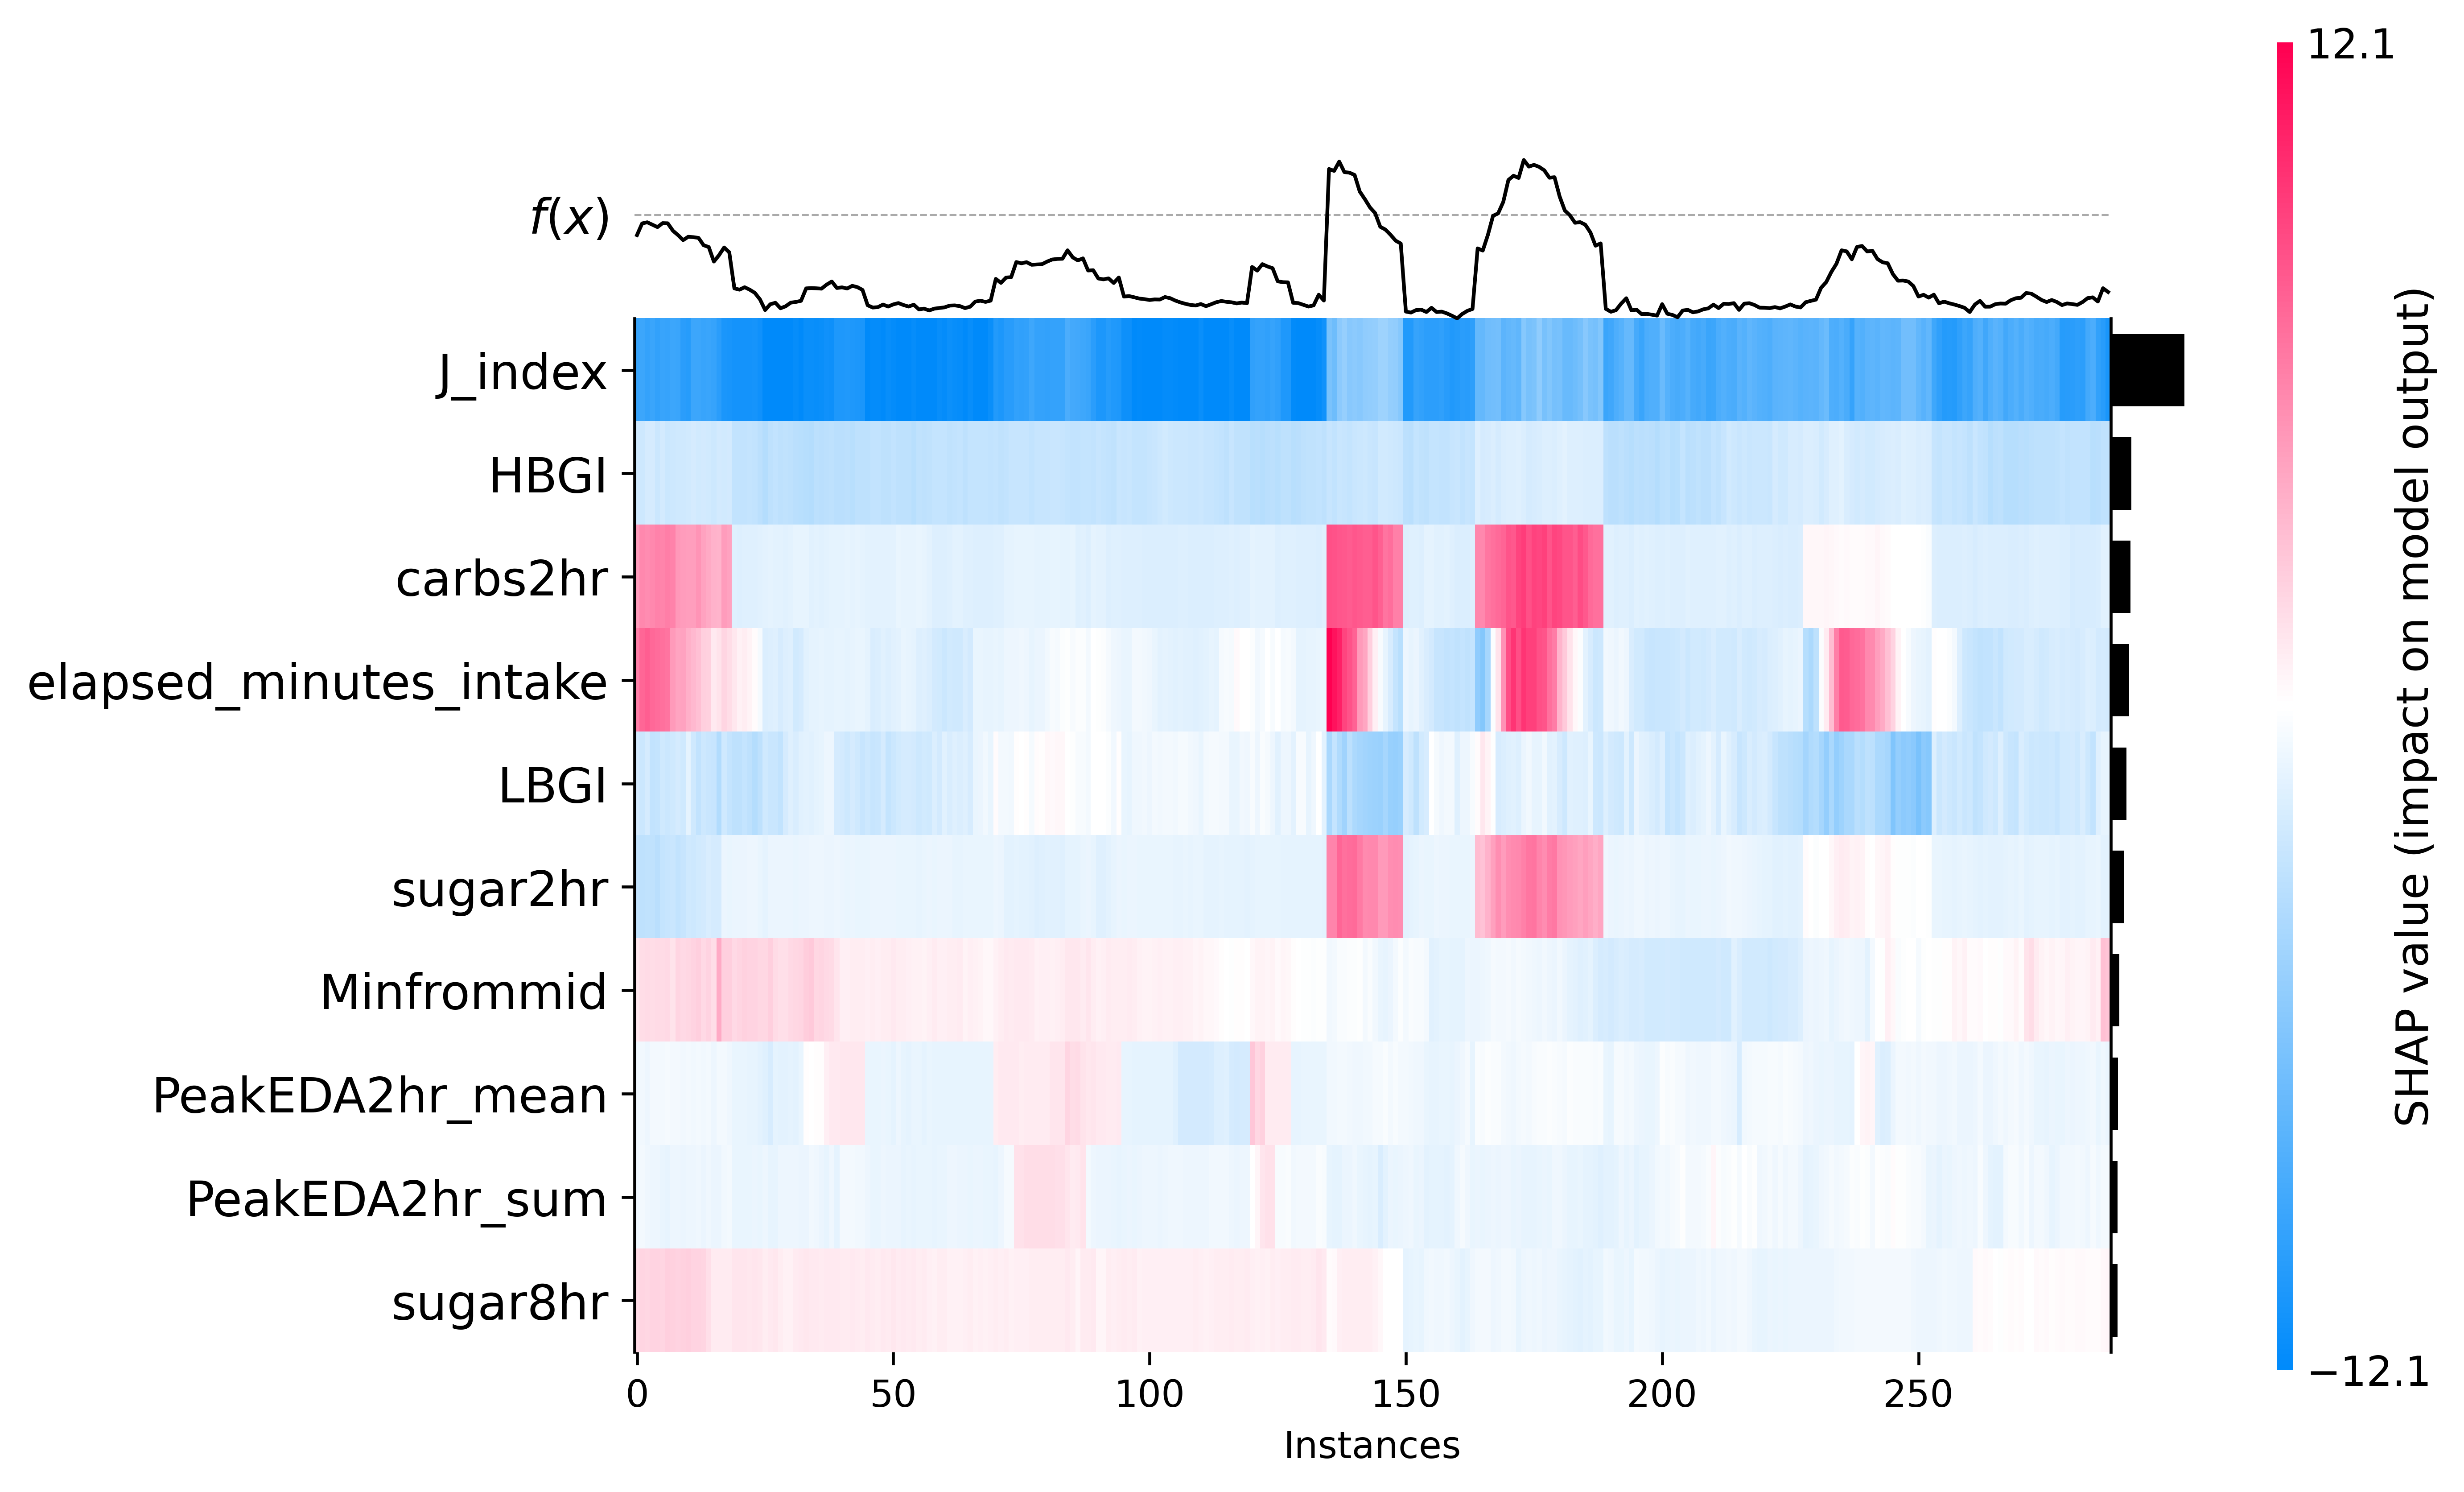 12.1
f(x)
J_index
HBGI
carbs2hr
elapsed_minutes_intake
LBGI
sugar2hr
Minfrommid
PeakEDA2hr_mean
PeakEDA2hr_sum
sugar8hr
0 50 100 150 200 250
Instances
SHAP value (impact on model output)
−12.1